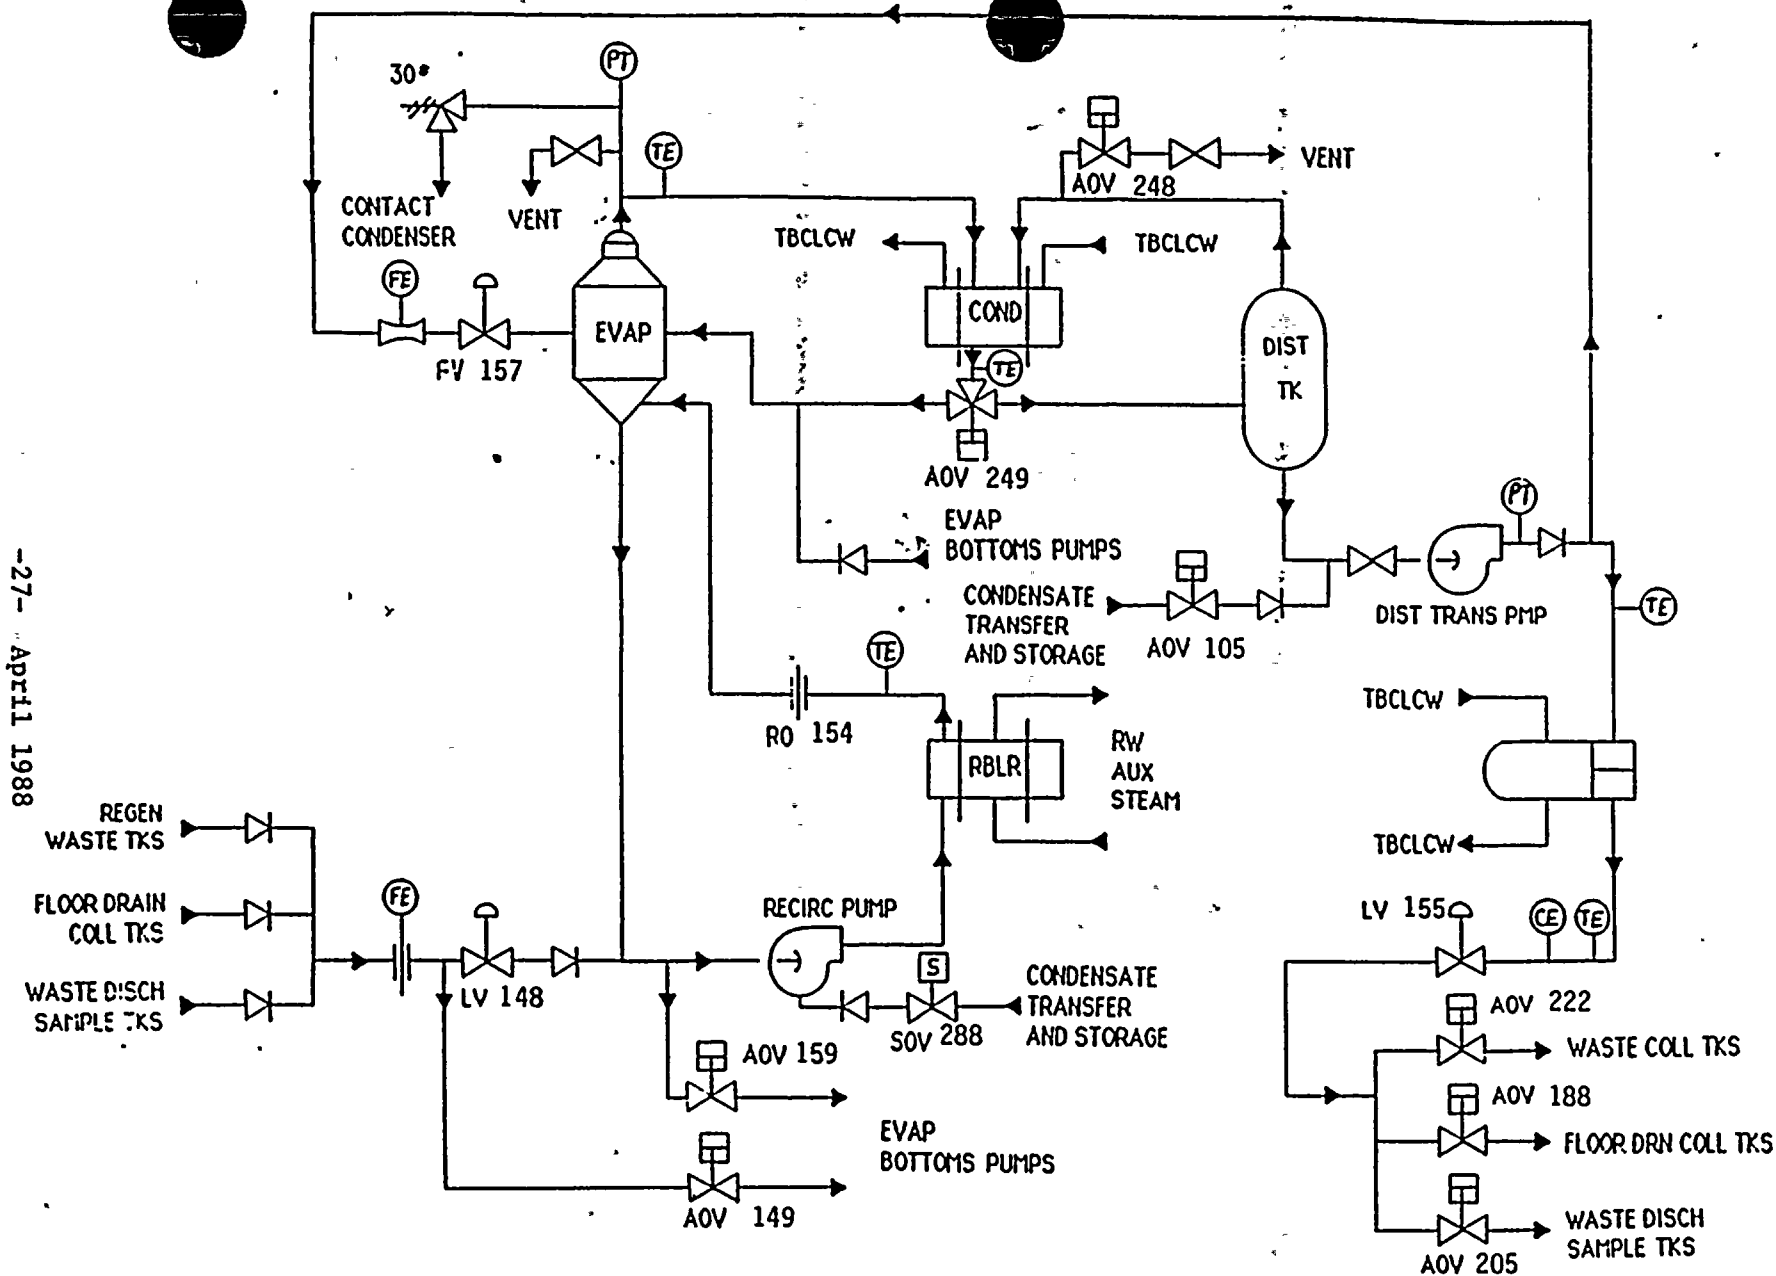 PT
30#
TE
VENT
AOV 248
CONTACT
CONDENSER
VENT
TBCLCW
TBCLCW
FE
COND
EVAP
FV 157
TE
DIST
TK
AOV 249
PT
EVAP
BOTTOMS PUMPS
CONDENSATE
TRANSFER
AND STORAGE
AOV 105
DIST TRANS PMP
TE
TE
RO 154
RBLR
RW
AUX
STEAM
TBCLCW
TBCLCW
-27- April 1988
REGEN
WASTE TKS
FLOOR DRAIN
COLL TKS
WASTE DISCH
SAMPLE TKS
FE
LV 148
RECIRC PUMP
S
SOV 288
CONDENSATE
TRANSFER
AND STORAGE
AOV 159
EVAP
BOTTOMS PUMPS
AOV 149
LV 155
CE
TE
AOV 222
WASTE COLL TKS
AOV 188
FLOOR DRN COLL TKS
WASTE DISCH
SAMPLE TKS
AOV 205